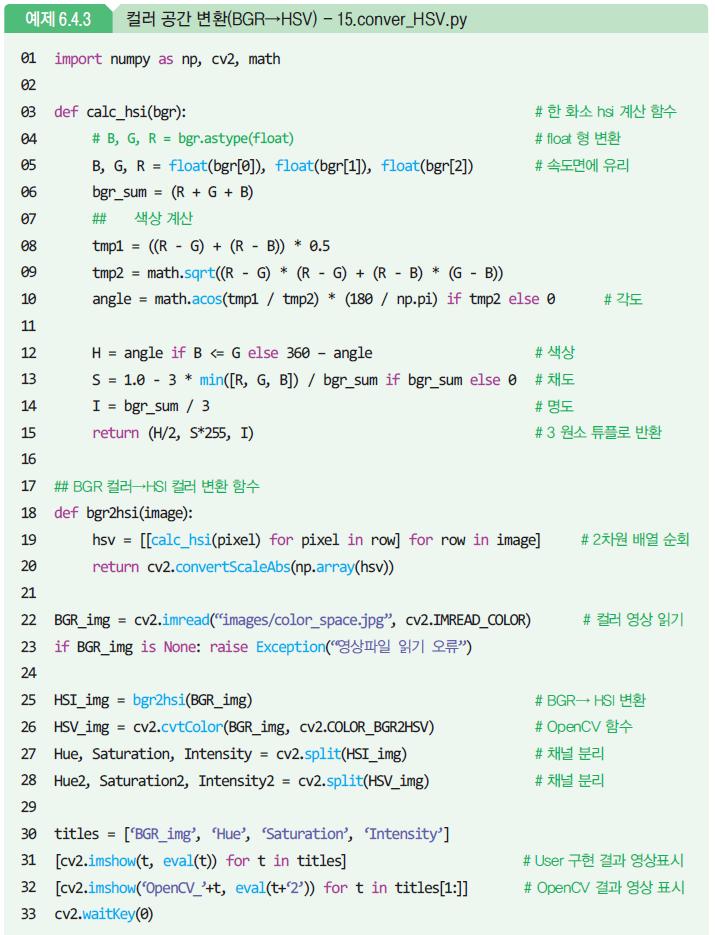 예제 6.4.3 컬러 공간 변환(BGR→HSV) - 15.conver_HSV.py
01 import numpy as np, cv2, math
02
03 def calc_hsi(bgr): # 한 화소 hsi 계산 함수
04 # B, G, R = bgr.astype(float) # float 형 변환
05 B, G, R = float(bgr[0]), float(bgr[1]), float(bgr[2]) # 속도면에 유리
06 bgr_sum = (R + G + B)
07 ## 색상 계산
08 tmp1 = ((R - G) + (R - B)) * 0.5
09 tmp2 = math.sqrt((R - G) * (R - G) + (R - B) * (G - B))
10 angle = math.acos(tmp1 / tmp2) * (180 / np.pi) if tmp2 else 0 # 각도
11
12 H = angle if B <= G else 360 – angle # 색상
13 S = 1.0 - 3 * min([R, G, B]) / bgr_sum if bgr_sum else 0 # 채도
14 I = bgr_sum / 3 # 명도
15 return (H/2, S*255, I) # 3 원소 튜플로 반환
16
17 ## BGR 컬러→HSI 컬러 변환 함수
18 def bgr2hsi(image):
19 hsv = [[calc_hsi(pixel) for pixel in row] for row in image] # 2차원 배열 순회
20 return cv2.convertScaleAbs(np.array(hsv))
21
22 BGR_img = cv2.imread(“images/color_space.jpg”, cv2.IMREAD_COLOR) # 컬러 영상 읽기
23 if BGR_img is None: raise Exception(“영상파일 읽기 오류”)
24
25 HSI_img = bgr2hsi(BGR_img) # BGR→ HSI 변환
26 HSV_img = cv2.cvtColor(BGR_img, cv2.COLOR_BGR2HSV) # OpenCV 함수
27 Hue, Saturation, Intensity = cv2.split(HSI_img) # 채널 분리
28 Hue2, Saturation2, Intensity2 = cv2.split(HSV_img) # 채널 분리
29
30 titles = [‘BGR_img’, ‘Hue’, ‘Saturation’, ‘Intensity’]
31 [cv2.imshow(t, eval(t)) for t in titles] # User 구현 결과 영상표시
32 [cv2.imshow(‘OpenCV_’+t, eval(t+‘2’)) for t in titles[1:]] # OpenCV 결과 영상 표시
33 cv2.waitKey(0)